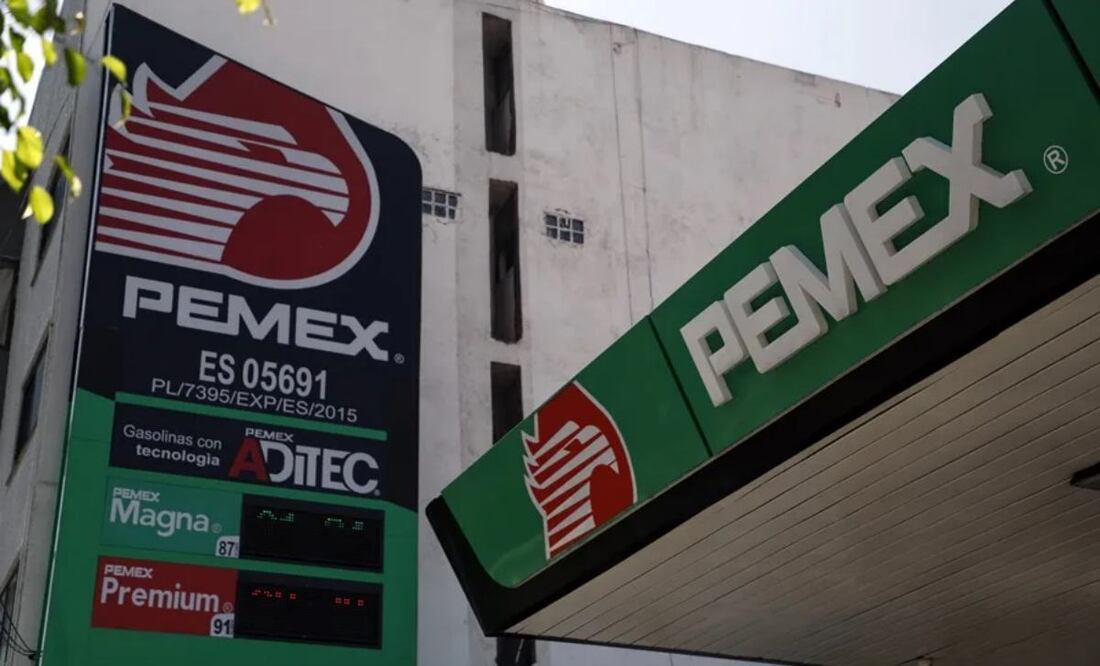 PEMEX®
ES 05691
PL/7395/EXP/ES/2015
Gasolinas con
tecnología
PEMEX
ADITEC®
PEMEX
Magna®
87
PEMEX
Premium®
91
PEMEX®